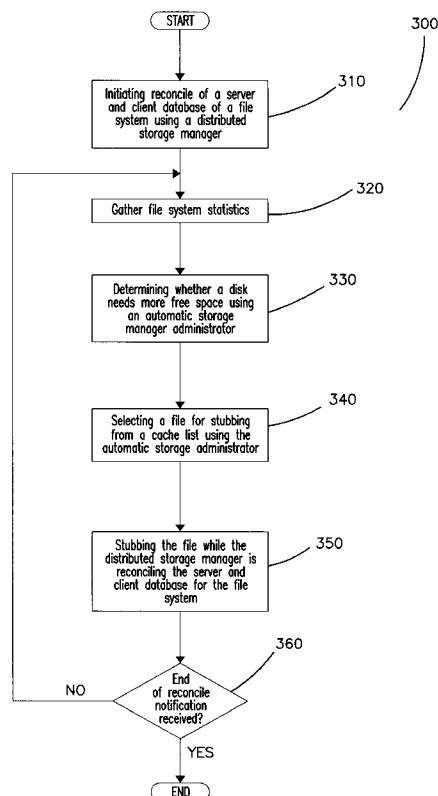 START
300
Initiating reconcile of a server
and client database of a file
system using a distributed
storage manager
310
Gather file system statistics
320
Determining whether a disk
needs more free space using
an automatic storage
manager administrator
330
Selecting a file for stubbing
from a cache list using the
automatic storage administrator
340
Stubbing the file while the
distributed storage manager is
reconciling the server and
client database for the file
system
350
End
of reconcile
notification
received?
360
NO
YES
END